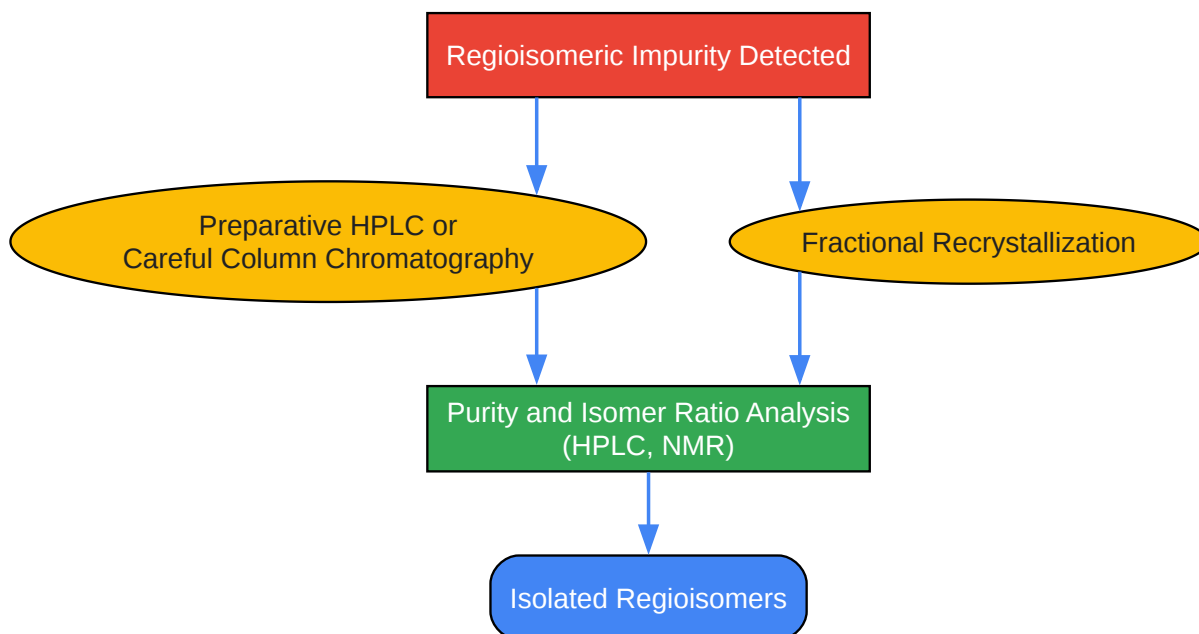 Regioisomeric Impurity Detected
Preparative HPLC or
Careful Column Chromatography
Fractional Recrystallization
Purity and Isomer Ratio Analysis
(HPLC, NMR)
Isolated Regioisomers